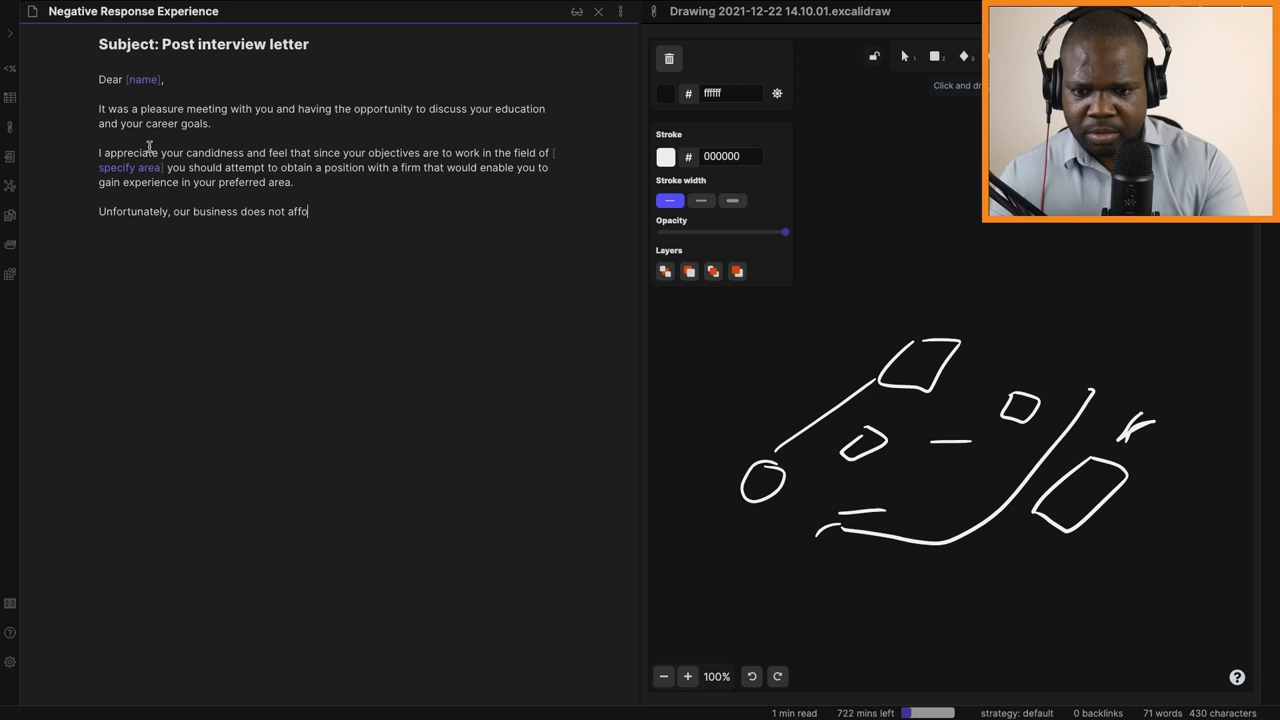 Negative Response Experience
Drawing 2021-12-22 14.10.01.excalidraw
Subject: Post interview letter
Dear [name],
It was a pleasure meeting with you and having the opportunity to discuss your education
and your career goals.
I appreciate your candidness and feel that since your objectives are to work in the field of [
specify area] you should attempt to obtain a position with a firm that would enable you to
gain experience in your preferred area.
Unfortunately, our business does not affo
# ffffff
1
2
3
Click and dr
Stroke
# 000000
Stroke width
Opacity
Layers
100%
1 min read
722 mins left
strategy: default
0 backlinks
71 words
430 characters